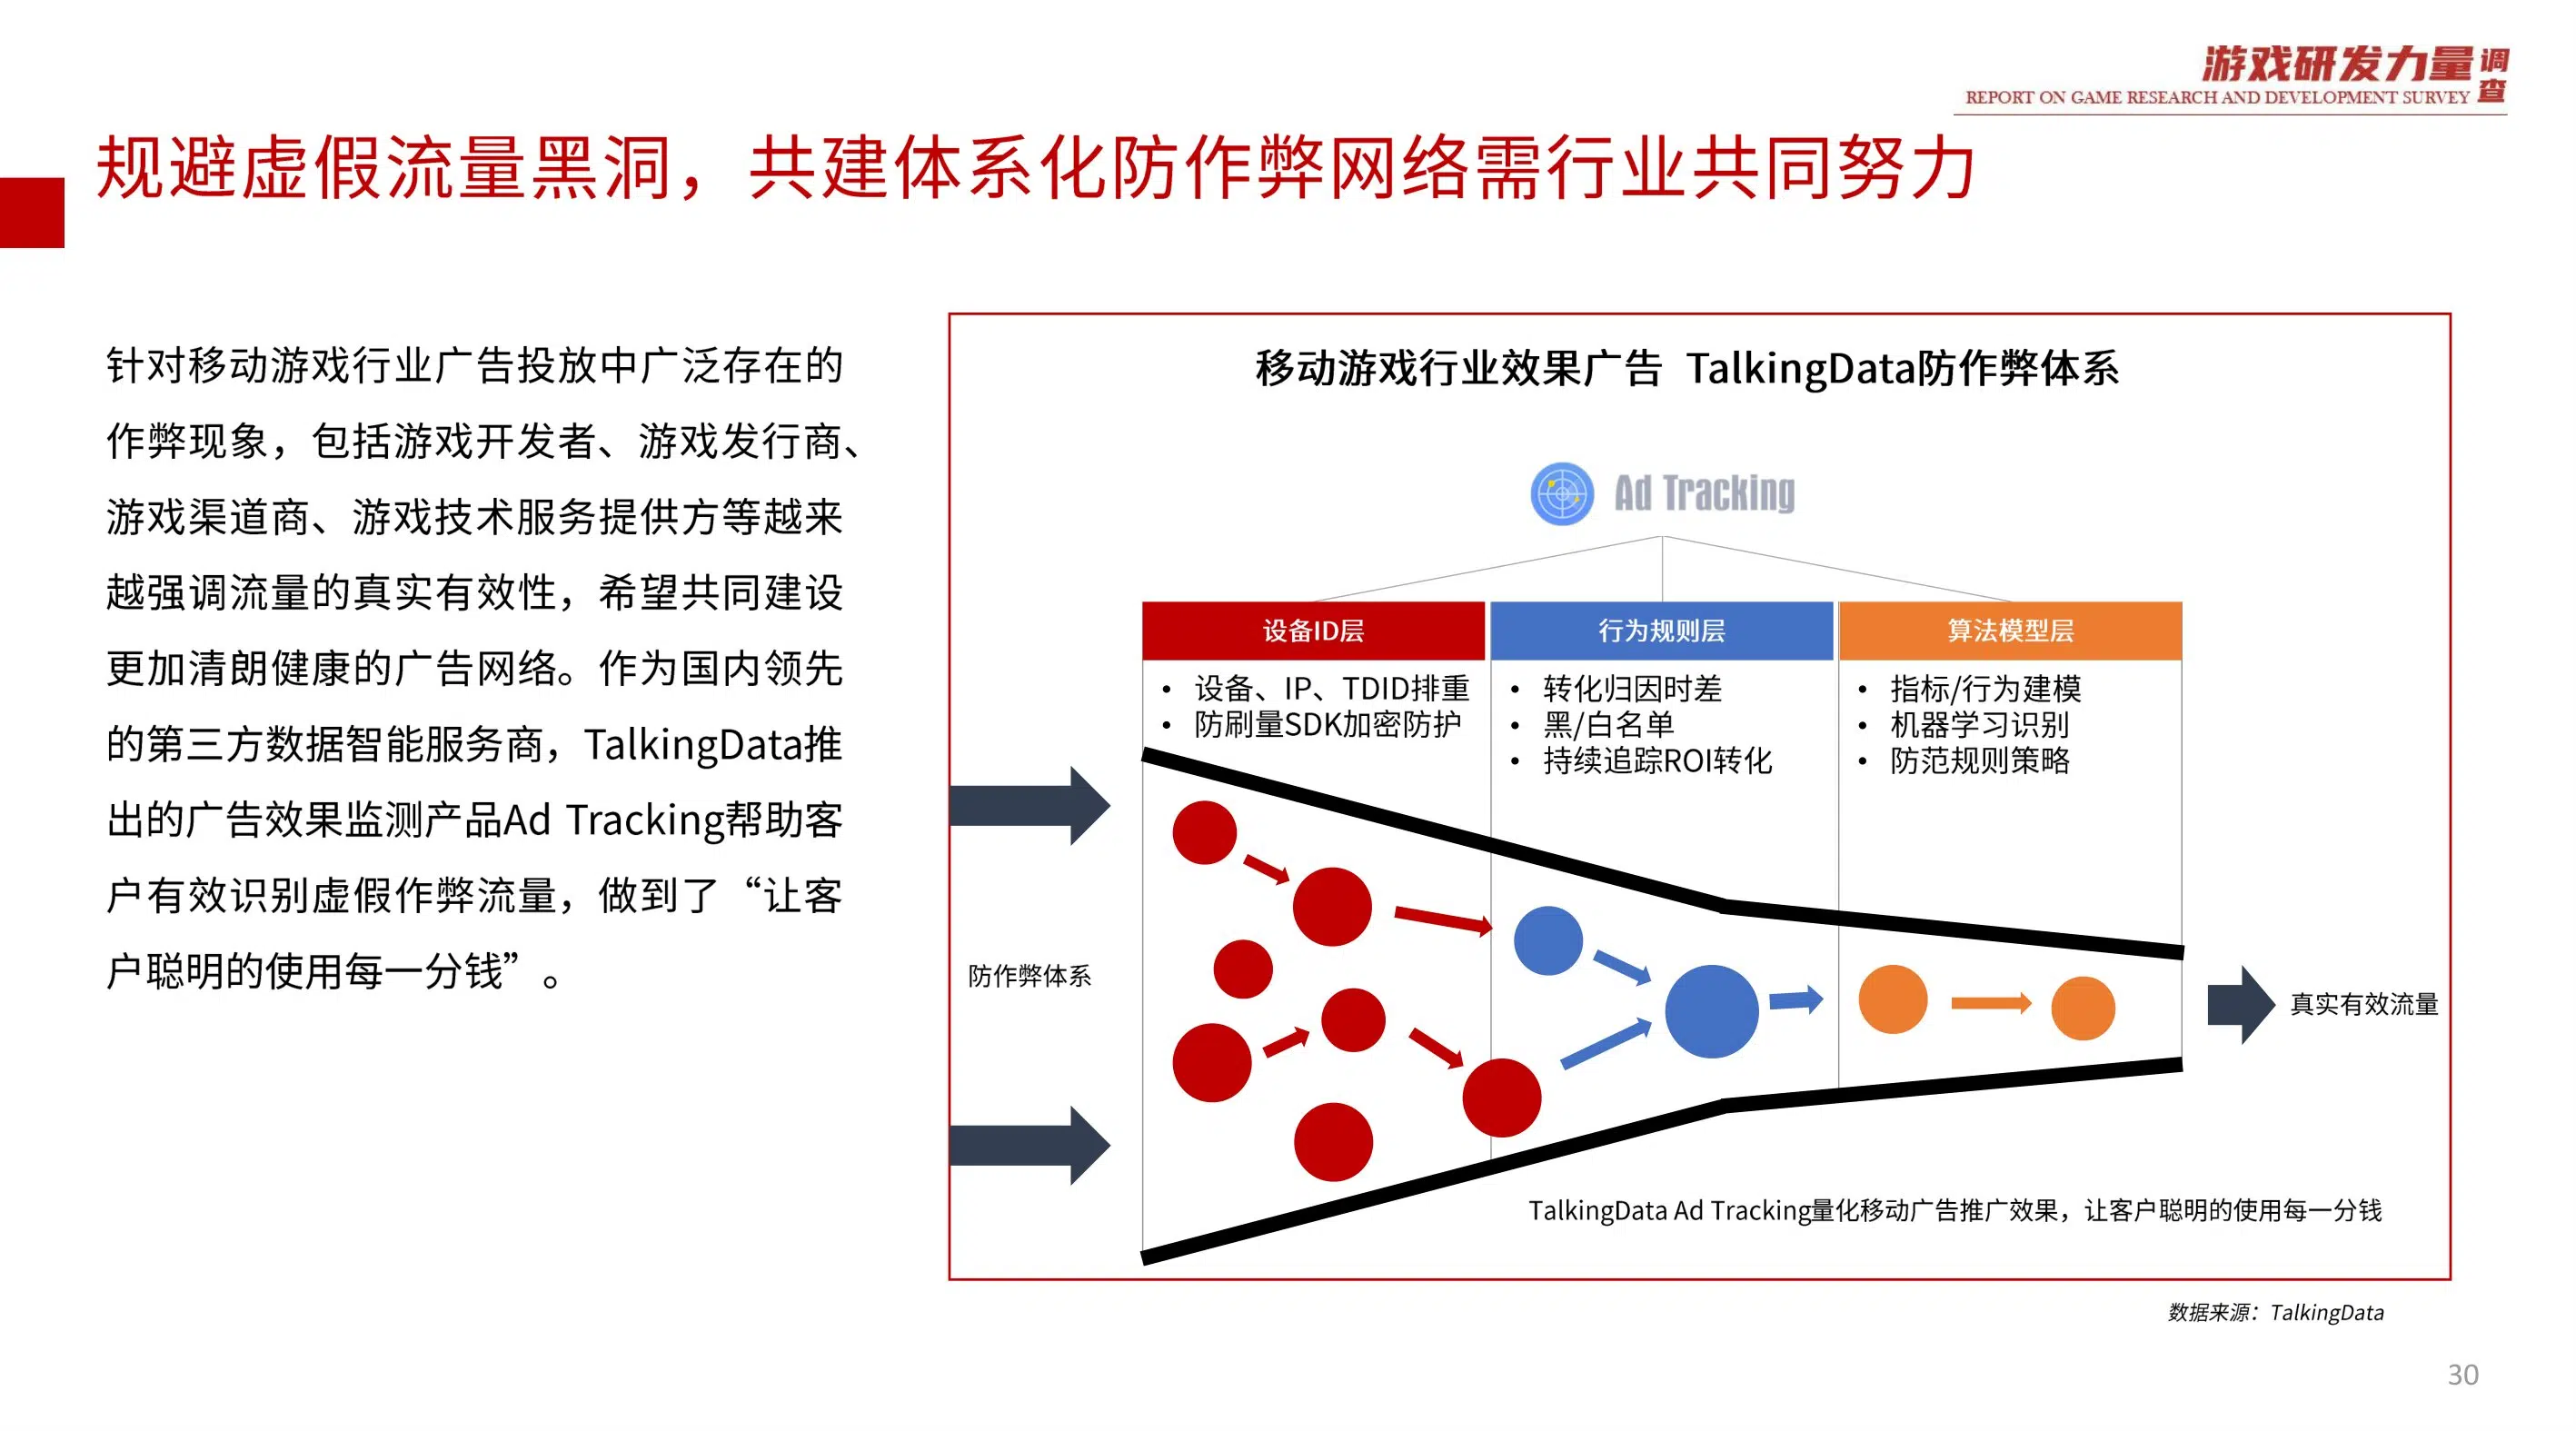 游戏研发力量调查
REPORT ON GAME RESEARCH AND DEVELOPMENT SURVEY
规避虚假流量黑洞，共建体系化防作弊网络需行业共同努力
针对移动游戏行业广告投放中广泛存在的
作弊现象，包括游戏开发者、游戏发行商、
游戏渠道商、游戏技术服务提供方等越来
越强调流量的真实有效性，希望共同建设
更加清朗健康的广告网络。作为国内领先
的第三方数据智能服务商，TalkingData推
出的广告效果监测产品Ad Tracking帮助客
户有效识别虚假作弊流量，做到了“让客
户聪明的使用每一分钱”。
移动游戏行业效果广告 TalkingData防作弊体系
Ad Tracking
设备ID层
• 设备、IP、TDID排重
• 防刷量SDK加密防护
行为规则层
• 转化归因时差
• 黑/白名单
• 持续追踪ROI转化
算法模型层
• 指标/行为建模
• 机器学习识别
• 防范规则策略
防作弊体系
真实有效流量
TalkingData Ad Tracking量化移动广告推广效果，让客户聪明的使用每一分钱
数据来源：TalkingData
30